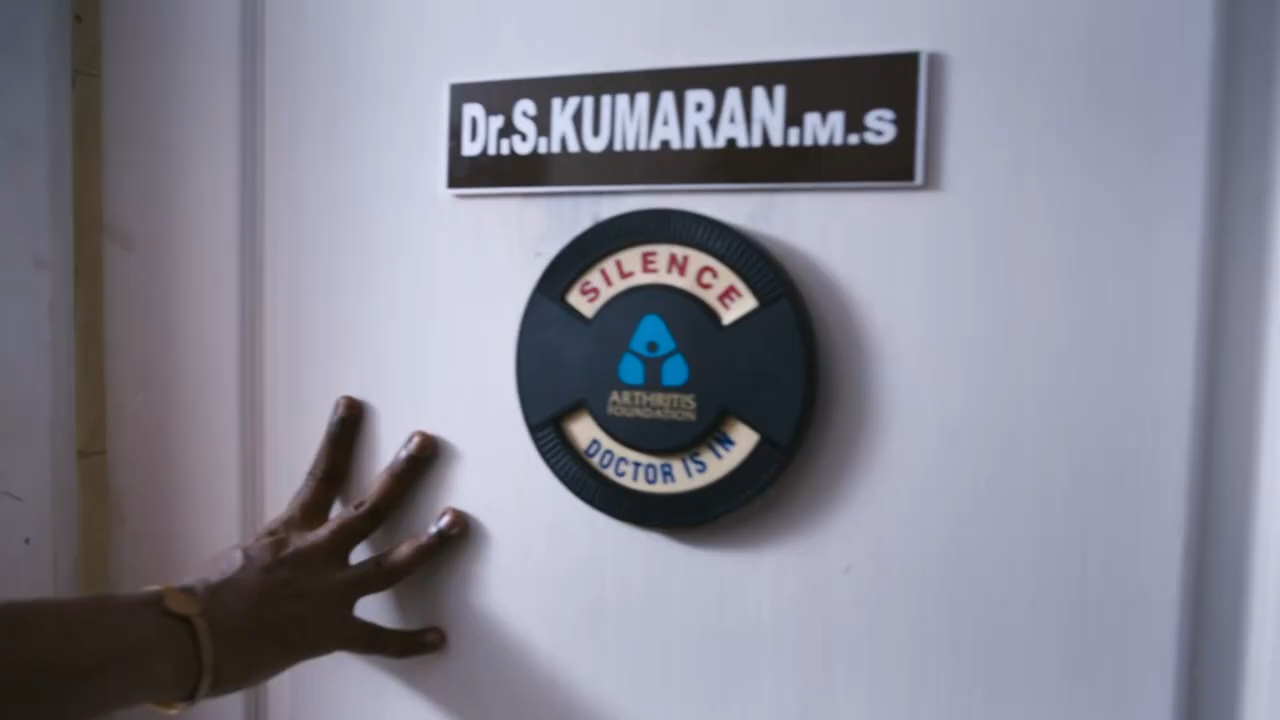 Dr.S.KUMARAN.M.S
SILENCE
ARTHRITIS
FOUNDATION
DOCTOR IS IN